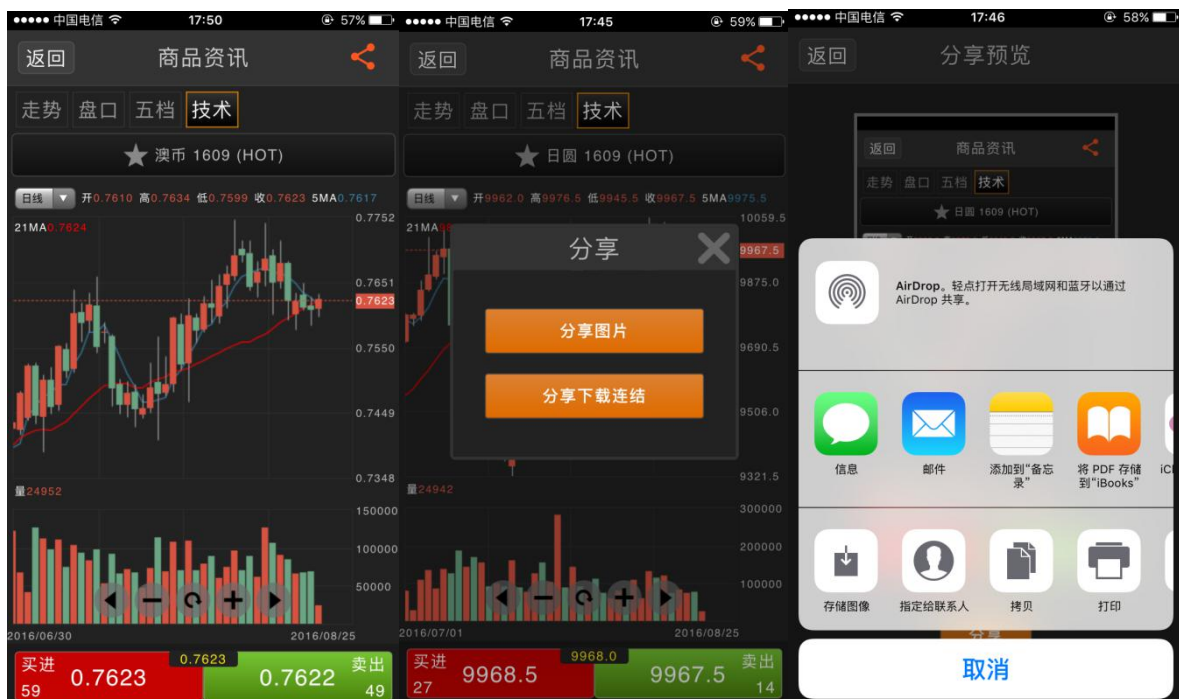 ●●●●● 中国电信 17:50 57%
返回 商品资讯
走势 盘口 五档 技术
★ 澳币 1609 (HOT)
日线 ▼ 开0.7610 高0.7634 低0.7599 收0.7623 5MA0.7617
21MA0.7624
0.7752
0.7651
0.7623
0.7550
0.7449
0.7348
量24952
150000
100000
50000
2016/06/30 2016/08/25
买进 0.7623 0.7623 0.7622 卖出
59 49
●●●●● 中国电信 17:45 59%
返回 商品资讯
走势 盘口 五档 技术
★ 日圆 1609 (HOT)
日线 ▼ 开9962.0 高9976.5 低9945.5 收9967.5 5MA9975.5
21MA
10059.5
9967.5
9875.0
9690.5
9506.0
9321.5
分享
分享图片
分享下载连结
量24942
300000
200000
100000
2016/07/01 2016/08/25
买进 9968.5 9968.0 9967.5 卖出
27 14
●●●●● 中国电信 17:46 58%
返回 分享预览
返回 商品资讯
走势 盘口 五档 技术
★ 日圆 1609 (HOT)
AirDrop。轻点打开无线局域网和蓝牙以通过
AirDrop 共享。
信息 邮件 添加到“备忘录” 将 PDF 存储到“iBooks” iCl
存储图像 指定给联系人 拷贝 打印
分享
取消